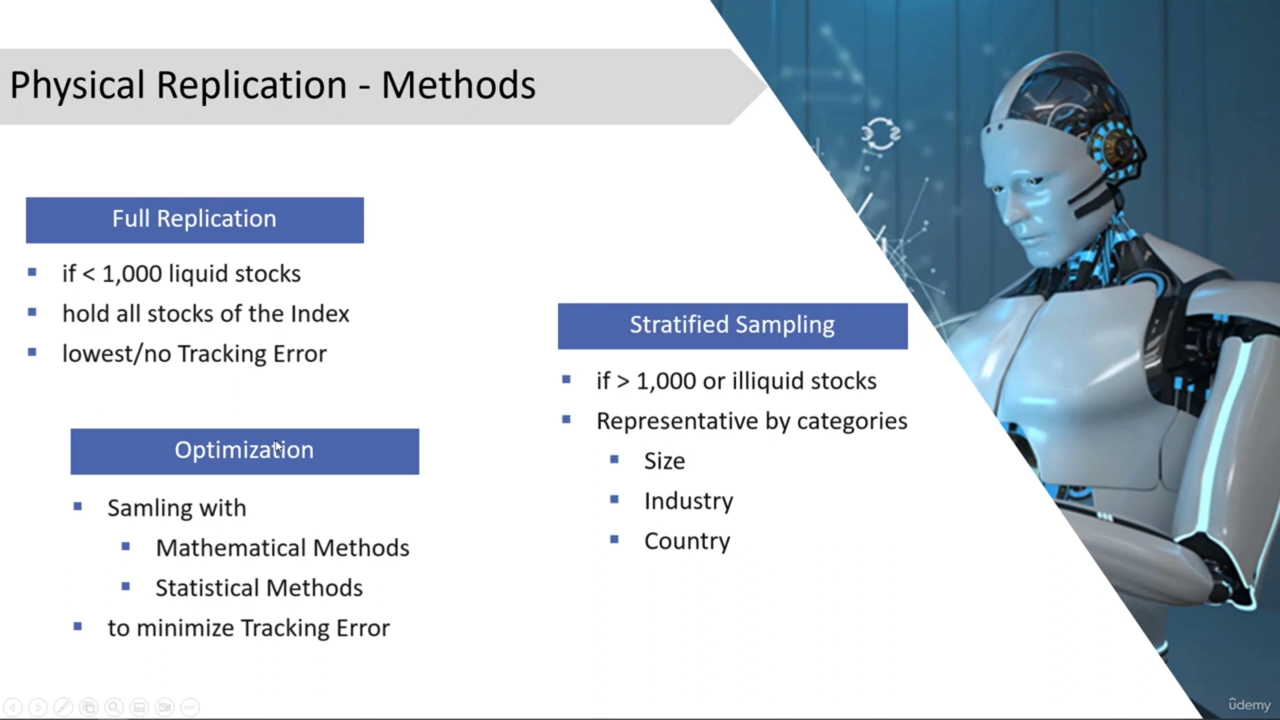 Physical Replication - Methods
Full Replication
if < 1,000 liquid stocks
hold all stocks of the Index
lowest/no Tracking Error
Optimization
Samling with
Mathematical Methods
Statistical Methods
to minimize Tracking Error
Stratified Sampling
if > 1,000 or illiquid stocks
Representative by categories
Size
Industry
Country
ûdemy